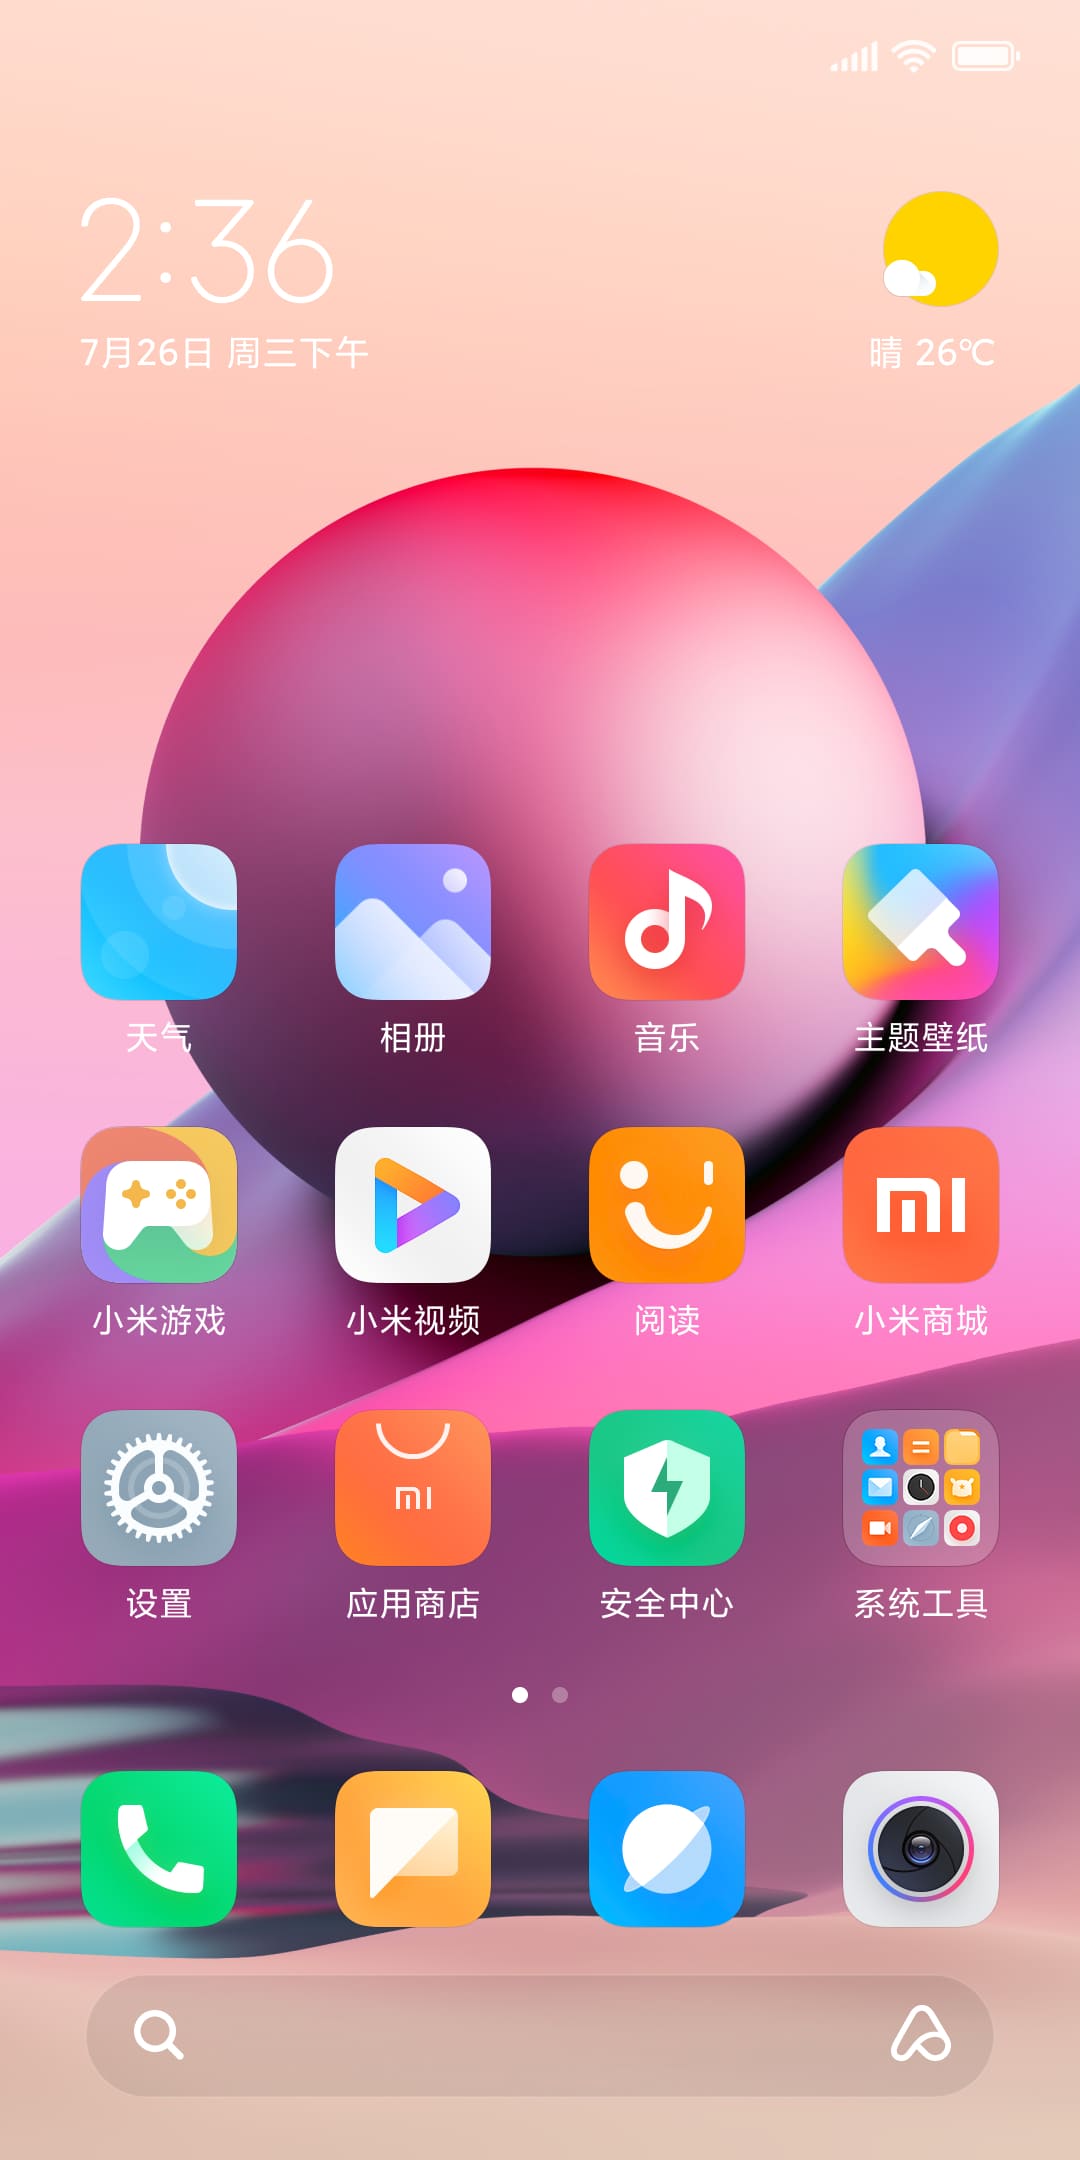 2:36
7月26日 周三下午
晴 26℃
天气
相册
音乐
主题壁纸
小米游戏
小米视频
阅读
mi
小米商城
设置
mi
应用商店
安全中心
系统工具